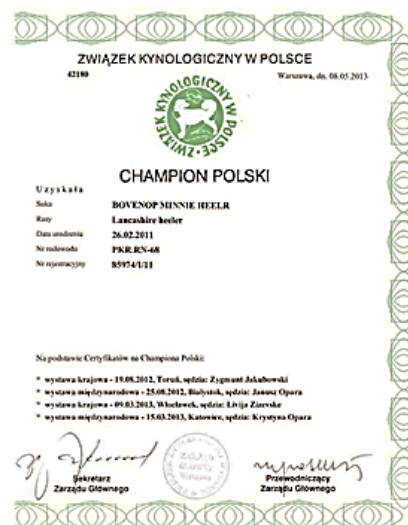 ZWIĄZEK KYNOLOGICZNY W POLSCE
42180 Warszawa, dn. 08.05.2013
ZWIĄZEK KYNOLOGICZNY W POLSCE
CHAMPION POLSKI
Uzyskała
Suka BOVENOP MINNIE HEELR
Rasy Lancashire heeler
Data urodzenia 26.02.2011
Nr rodowodu PKR.RN-68
Nr rejestracyjny 85974/I/11
Na podstawie Certyfikatów na Championa Polski:
* wystawa krajowa - 19.08.2012, Toruń, sędzia: Zygmunt Jakubowski
* wystawa międzynarodowa - 25.08.2012, Białystok, sędzia: Janusz Opara
* wystawa krajowa - 09.03.2013, Włocławek, sędzia: Livija Zizevske
* wystawa międzynarodowa - 15.03.2013, Katowice, sędzia: Krystyna Opara
Sekretarz Przewodniczący
Zarządu Głównego Zarządu Głównego